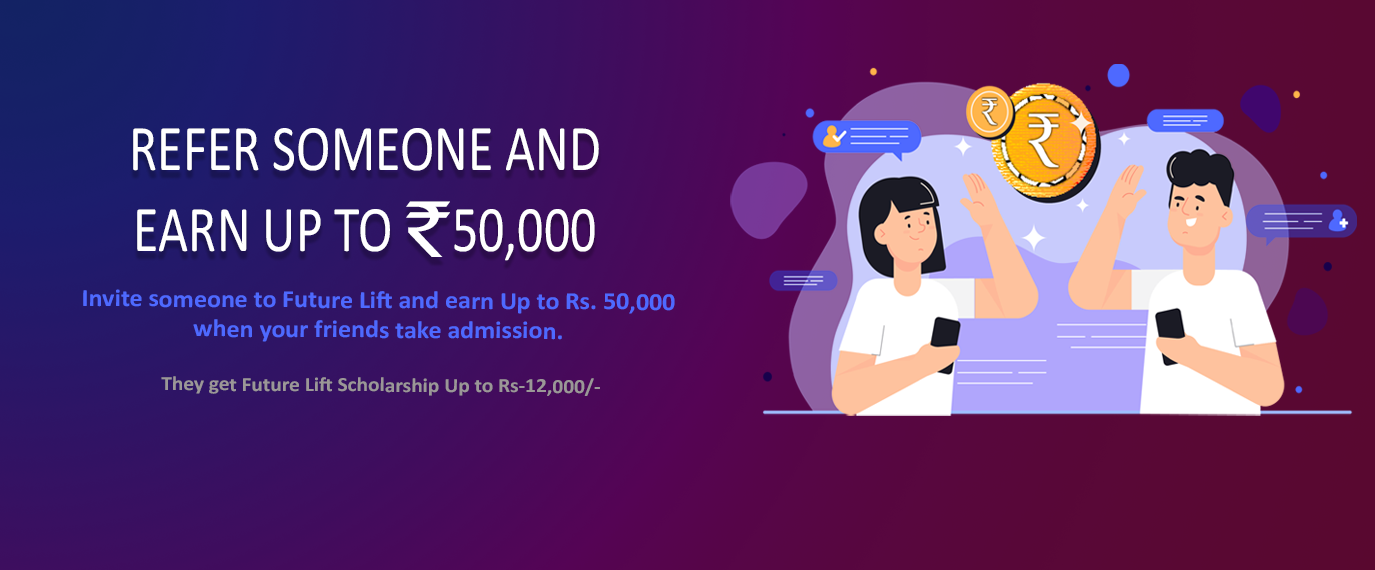 REFER SOMEONE AND
EARN UP TO ₹50,000
Invite someone to Future Lift and earn Up to Rs. 50,000
when your friends take admission.
They get Future Lift Scholarship Up to Rs-12,000/-
₹
₹